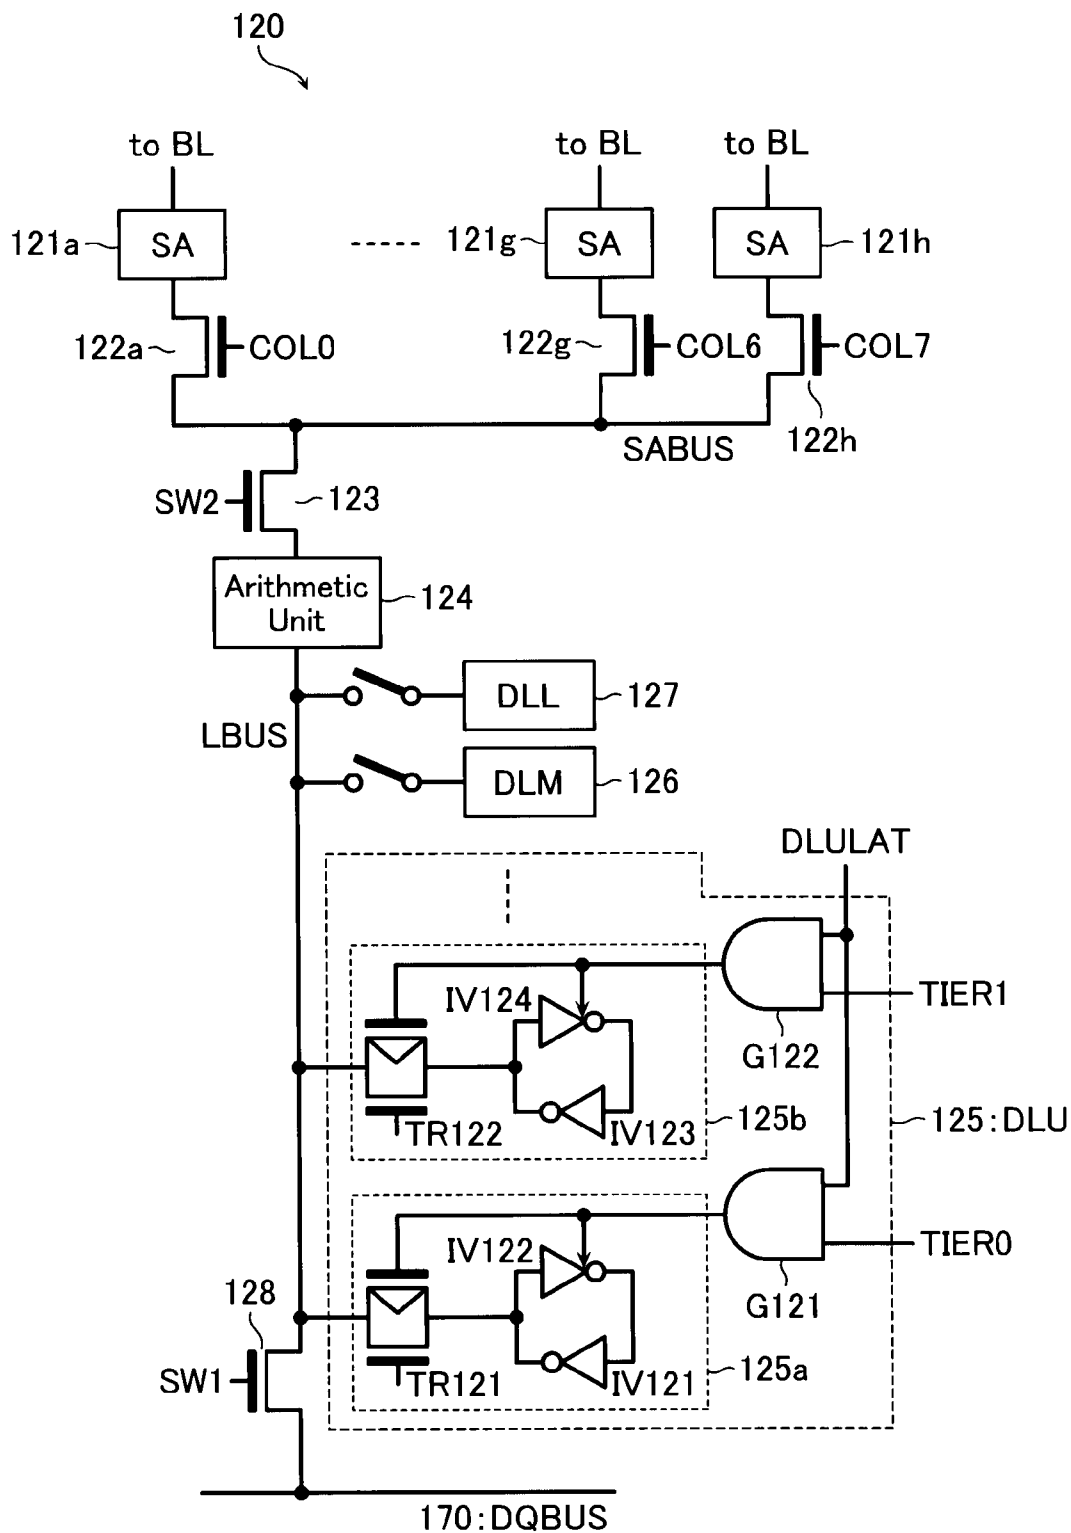 120
to BL
to BL
to BL
121a
SA
121g
SA
SA
121h
122a
COL0
122g
COL6
COL7
122h
SABUS
SW2
123
Arithmetic
Unit
124
DLL
127
LBUS
DLM
126
DLULAT
TIER1
IV124
G122
TR122
IV123
125b
125:DLU
TIER0
IV122
G121
128
SW1
TR121
IV121
125a
170:DQBUS